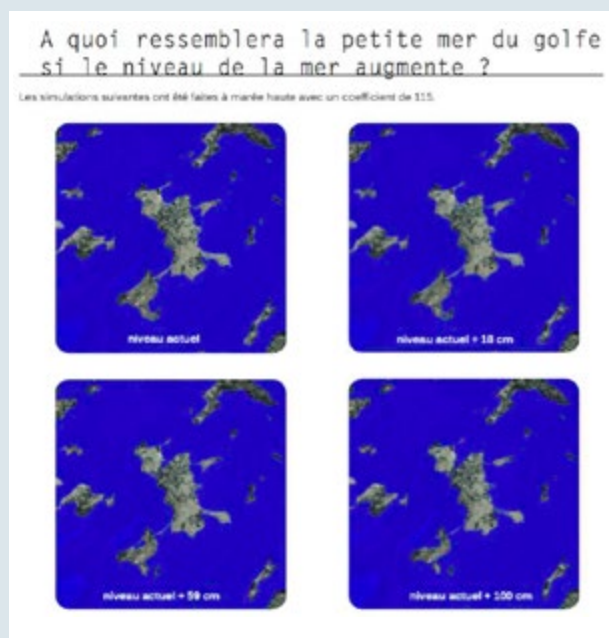 A quoi ressemblera la petite mer du golfe
si le niveau de la mer augmente ?
Les simulations suivantes ont été faites à marée haute avec un coefficient de 115.
niveau actuel
niveau actuel + 18 cm
niveau actuel + 59 cm
niveau actuel + 100 cm